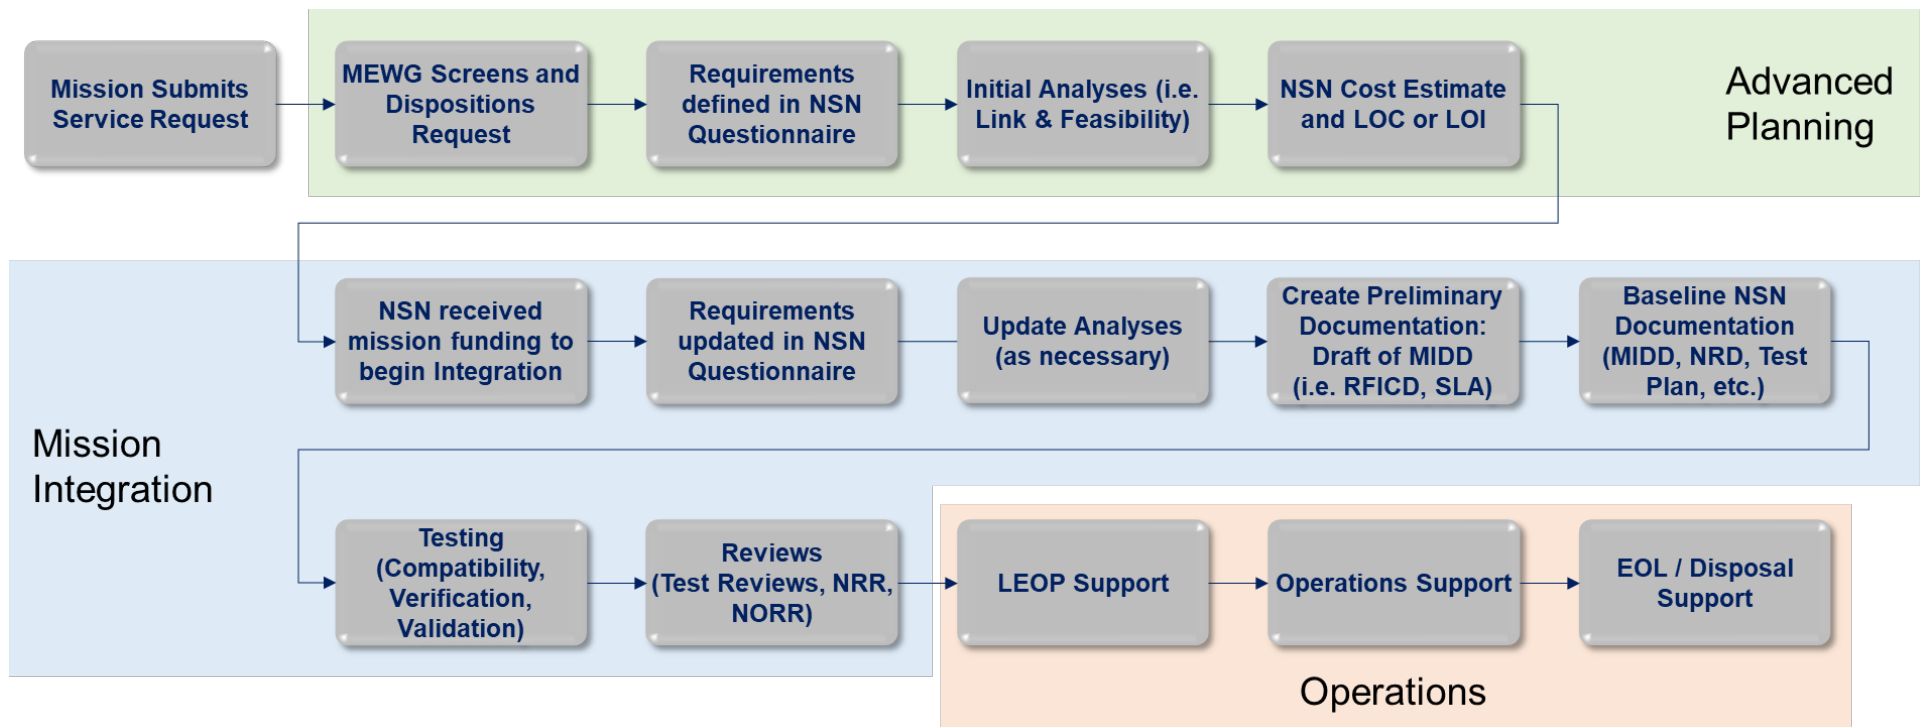 Mission Submits
Service Request
MEWG Screens and
Dispositions
Request
Requirements
defined in NSN
Questionnaire
Initial Analyses (i.e.
Link & Feasibility)
NSN Cost Estimate
and LOC or LOI
Advanced
Planning
NSN received
mission funding to
begin Integration
Requirements
updated in NSN
Questionnaire
Update Analyses
(as necessary)
Create Preliminary
Documentation:
Draft of MIDD
(i.e. RFICD, SLA)
Baseline NSN
Documentation
(MIDD, NRD, Test
Plan, etc.)
Mission
Integration
Testing
(Compatibility,
Verification,
Validation)
Reviews
(Test Reviews, NRR,
NORR)
LEOP Support
Operations Support
EOL / Disposal
Support
Operations